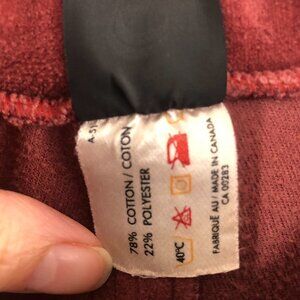 78% COTTON / COTON
22% POLYESTER
40°C
FABRIQUÉ AU / MADE IN CANADA
CA 00283